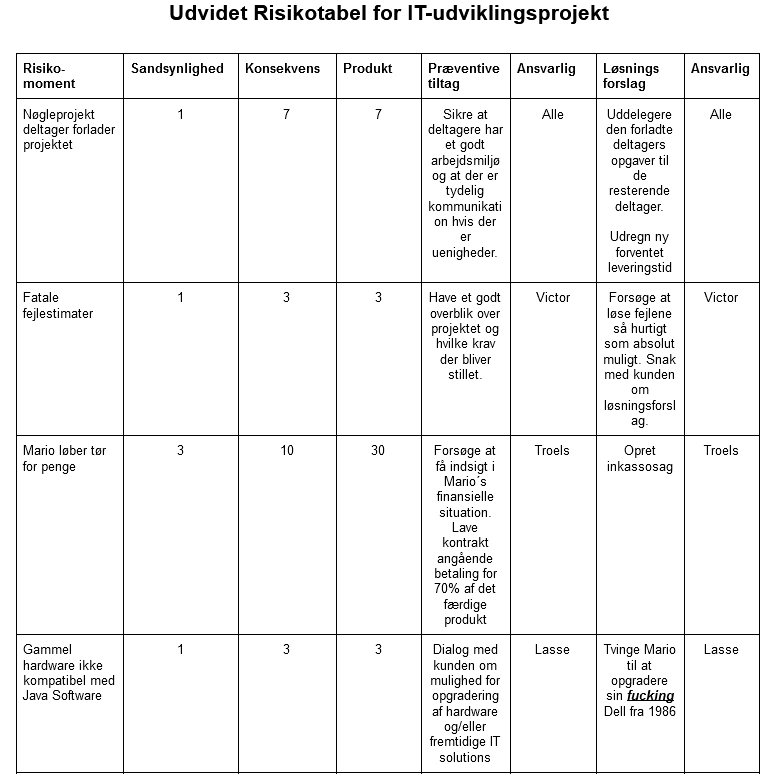 Udvidet Risikotabel for IT-udviklingsprojekt
Risiko-
moment
Sandsynlighed
Konsekvens
Produkt
Præventive
tiltag
Ansvarlig
Løsnings
forslag
Ansvarlig
Nøgleprojekt
deltager forlader
projektet
1
7
7
Sikre at
deltagere har
et godt
arbejdsmiljø
og at der er
tydelig
kommunikati
on hvis der
er
uenigheder.
Alle
Uddelegere
den forladte
deltagers
opgaver til
de
resterende
deltager.
Udregn ny
forventet
leveringstid
Alle
Fatale
fejlestimater
1
3
3
Have et godt
overblik over
projektet og
hvilke krav
der bliver
stillet.
Victor
Forsøge at
løse fejlene
så hurtigt
som absolut
muligt. Snak
med kunden
om
løsningsforsl
ag.
Victor
Mario løber tør
for penge
3
10
30
Forsøge at
få indsigt i
Mario´s
finansielle
situation.
Lave
kontrakt
angående
betaling for
70% af det
færdige
produkt
Troels
Opret
inkassosag
Troels
Gammel
hardware ikke
kompatibel med
Java Software
1
3
3
Dialog med
kunden om
mulighed for
opgradering
af hardware
og/eller
fremtidige IT
solutions
Lasse
Tvinge Mario
til at
opgradere
sin fucking
Dell fra 1986
Lasse